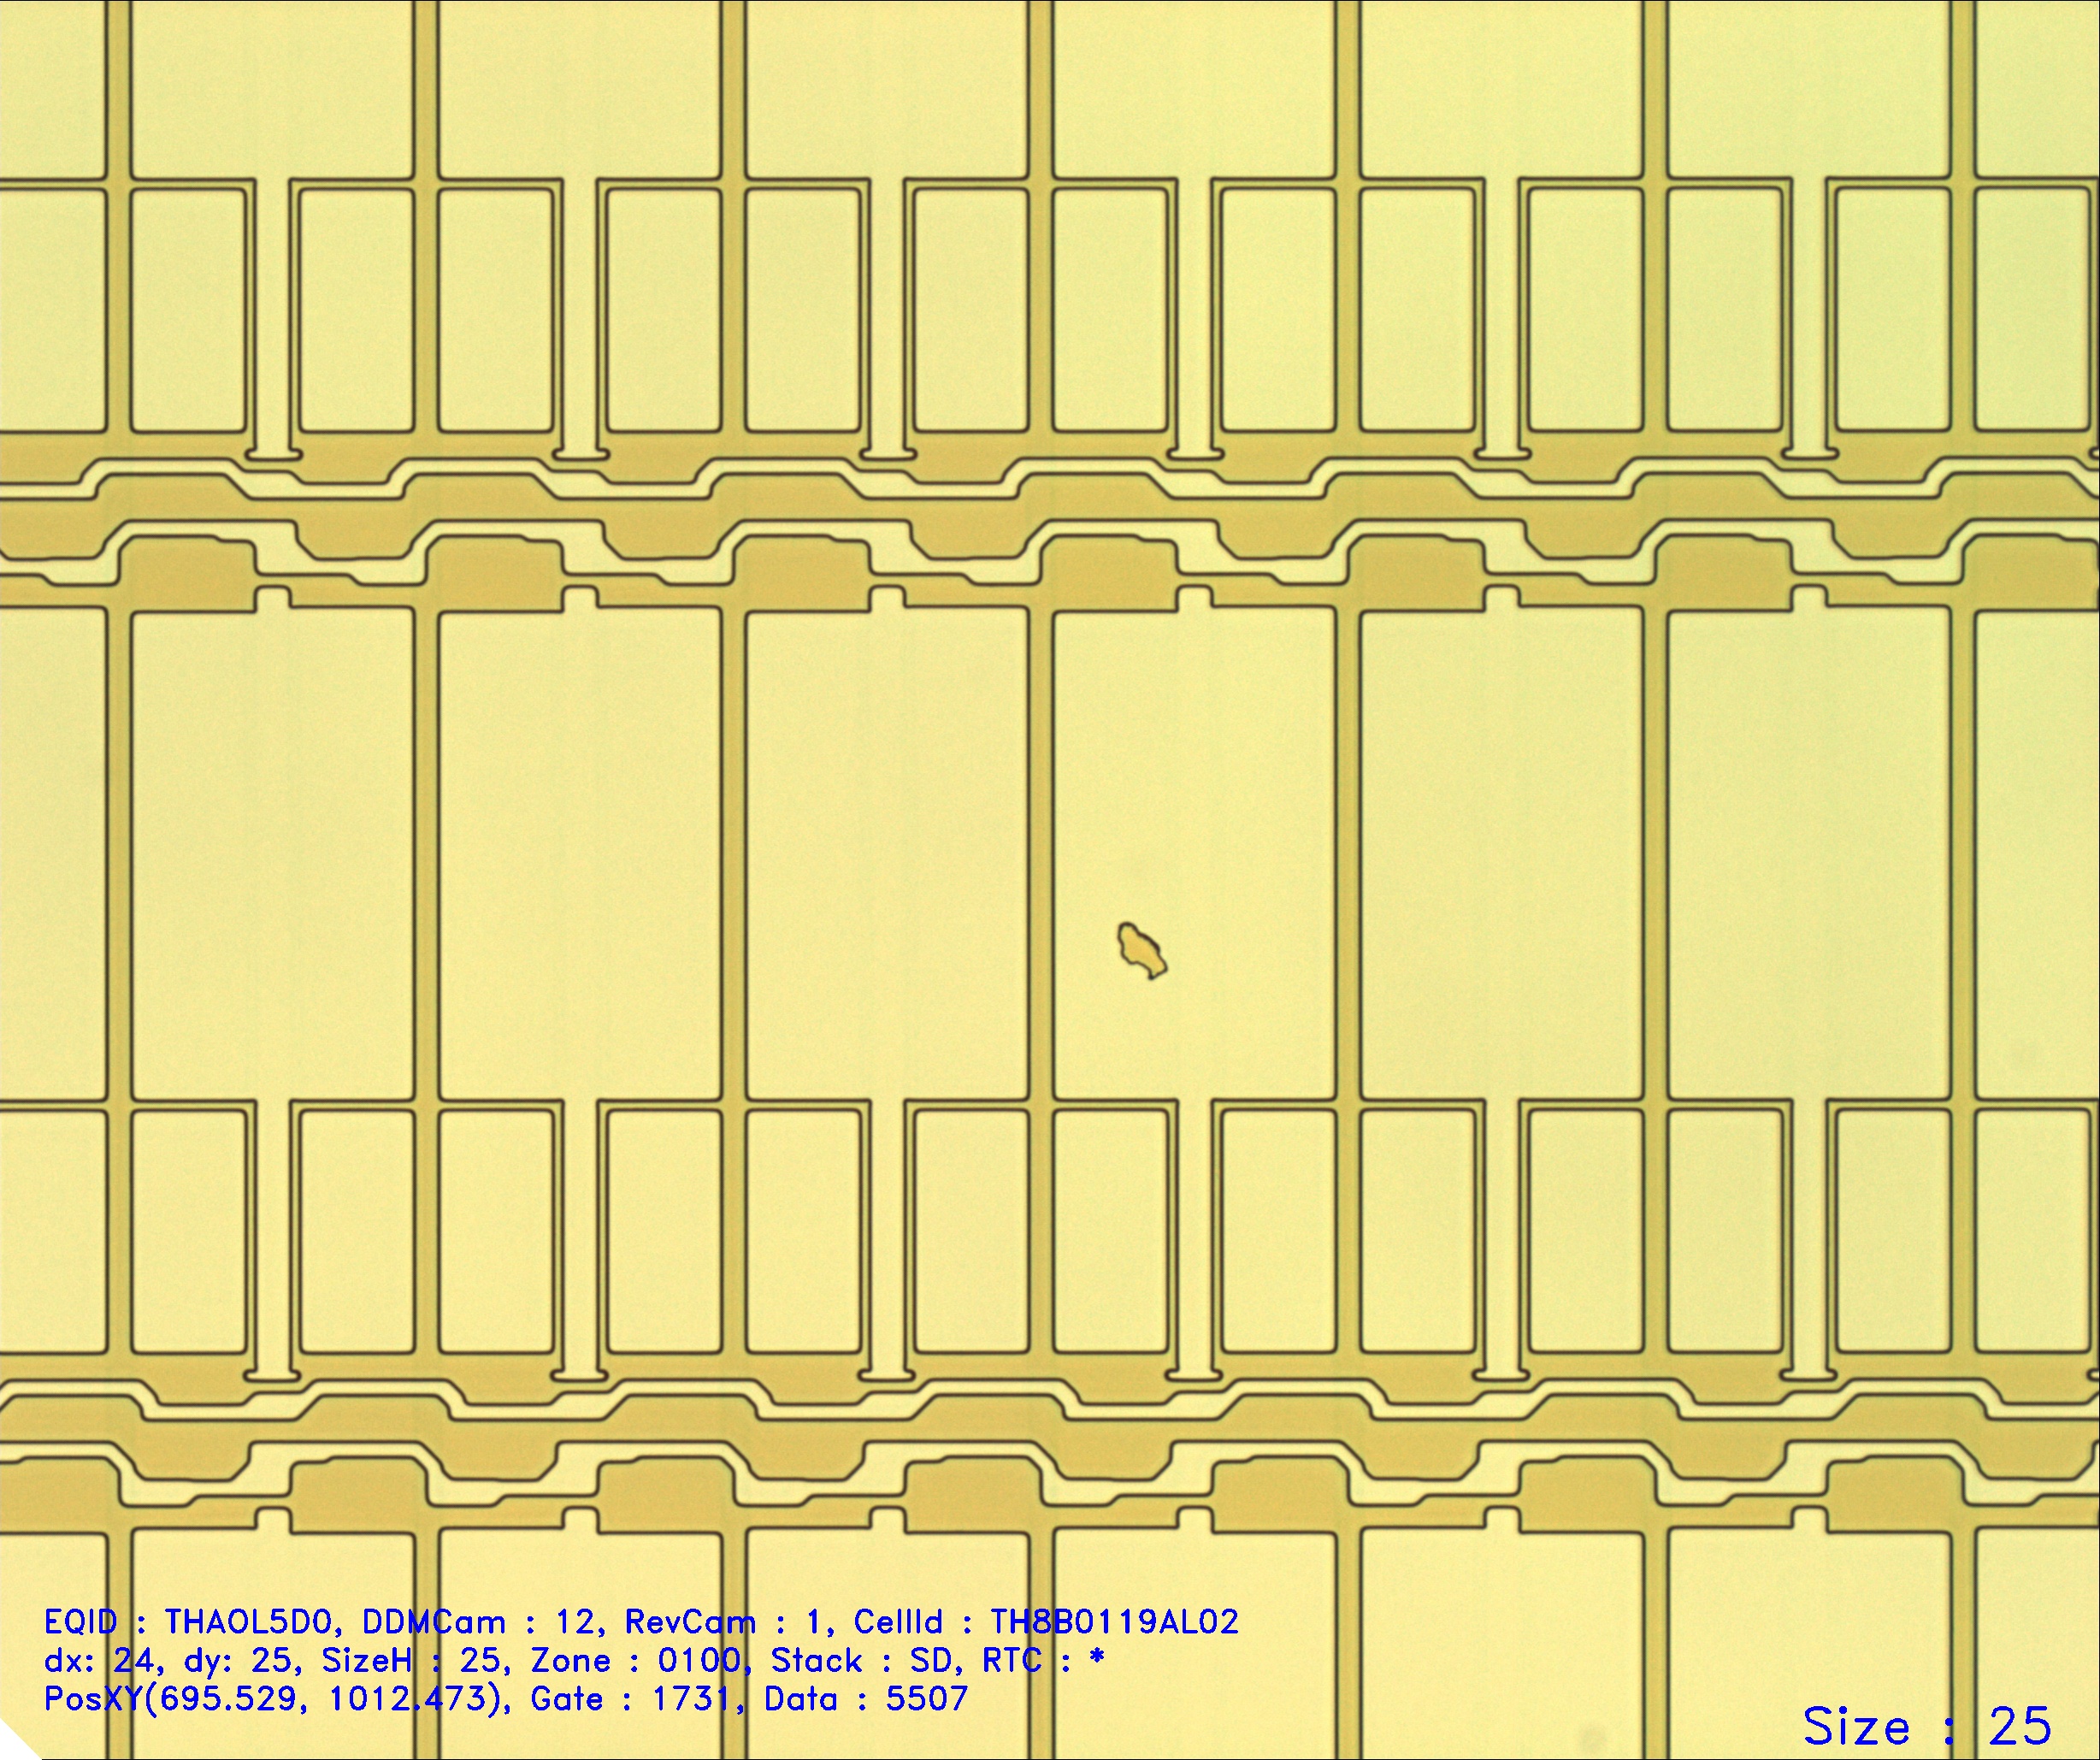 EQID : THAOL5D0, DDMCam : 12, RevCam : 1, CellId : TH8B0119AL02
dx: 24, dy: 25, SizeH : 25, Zone : 0100, Stack : SD, RTC : *
PosXY(695.529, 1012.473), Gate : 1731, Data : 5507
Size : 25